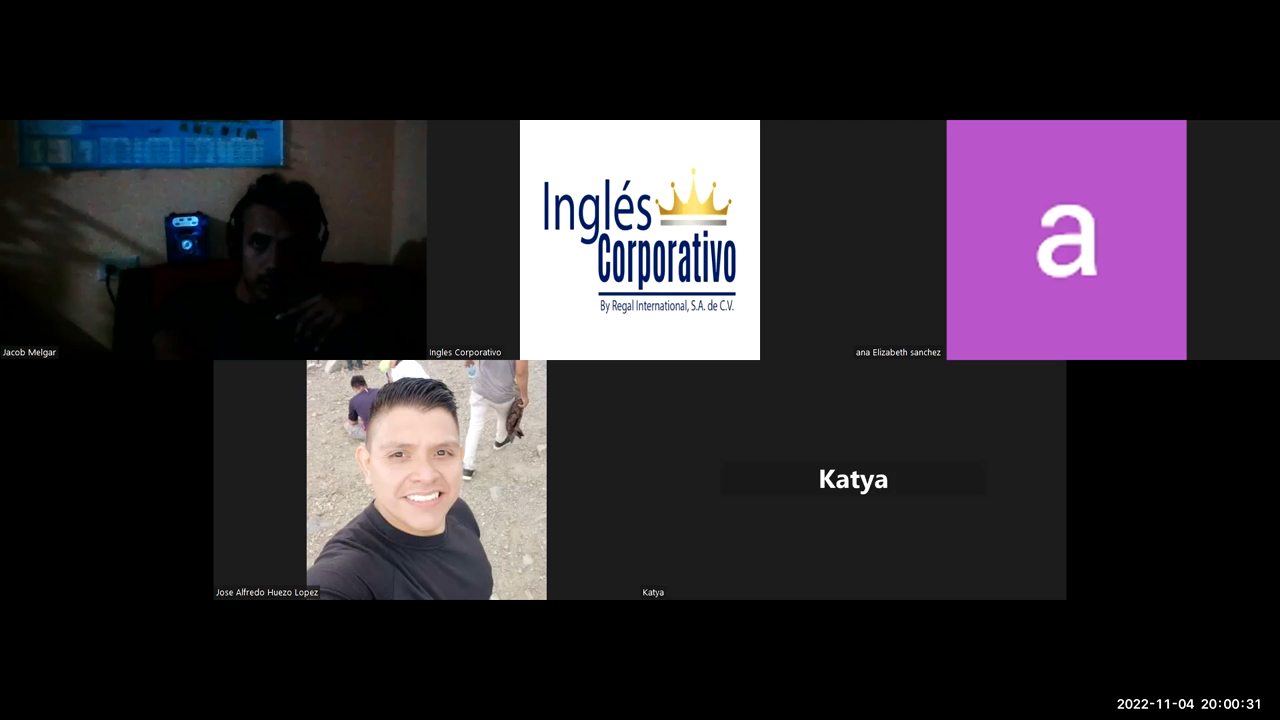 Inglés
Corporativo
By Regal International, S.A. de C.V.
a
Jacob Melgar
Ingles Corporativo
ana Elizabeth sanchez
Katya
Jose Alfredo Huezo Lopez
Katya
2022-11-04 20:00:31